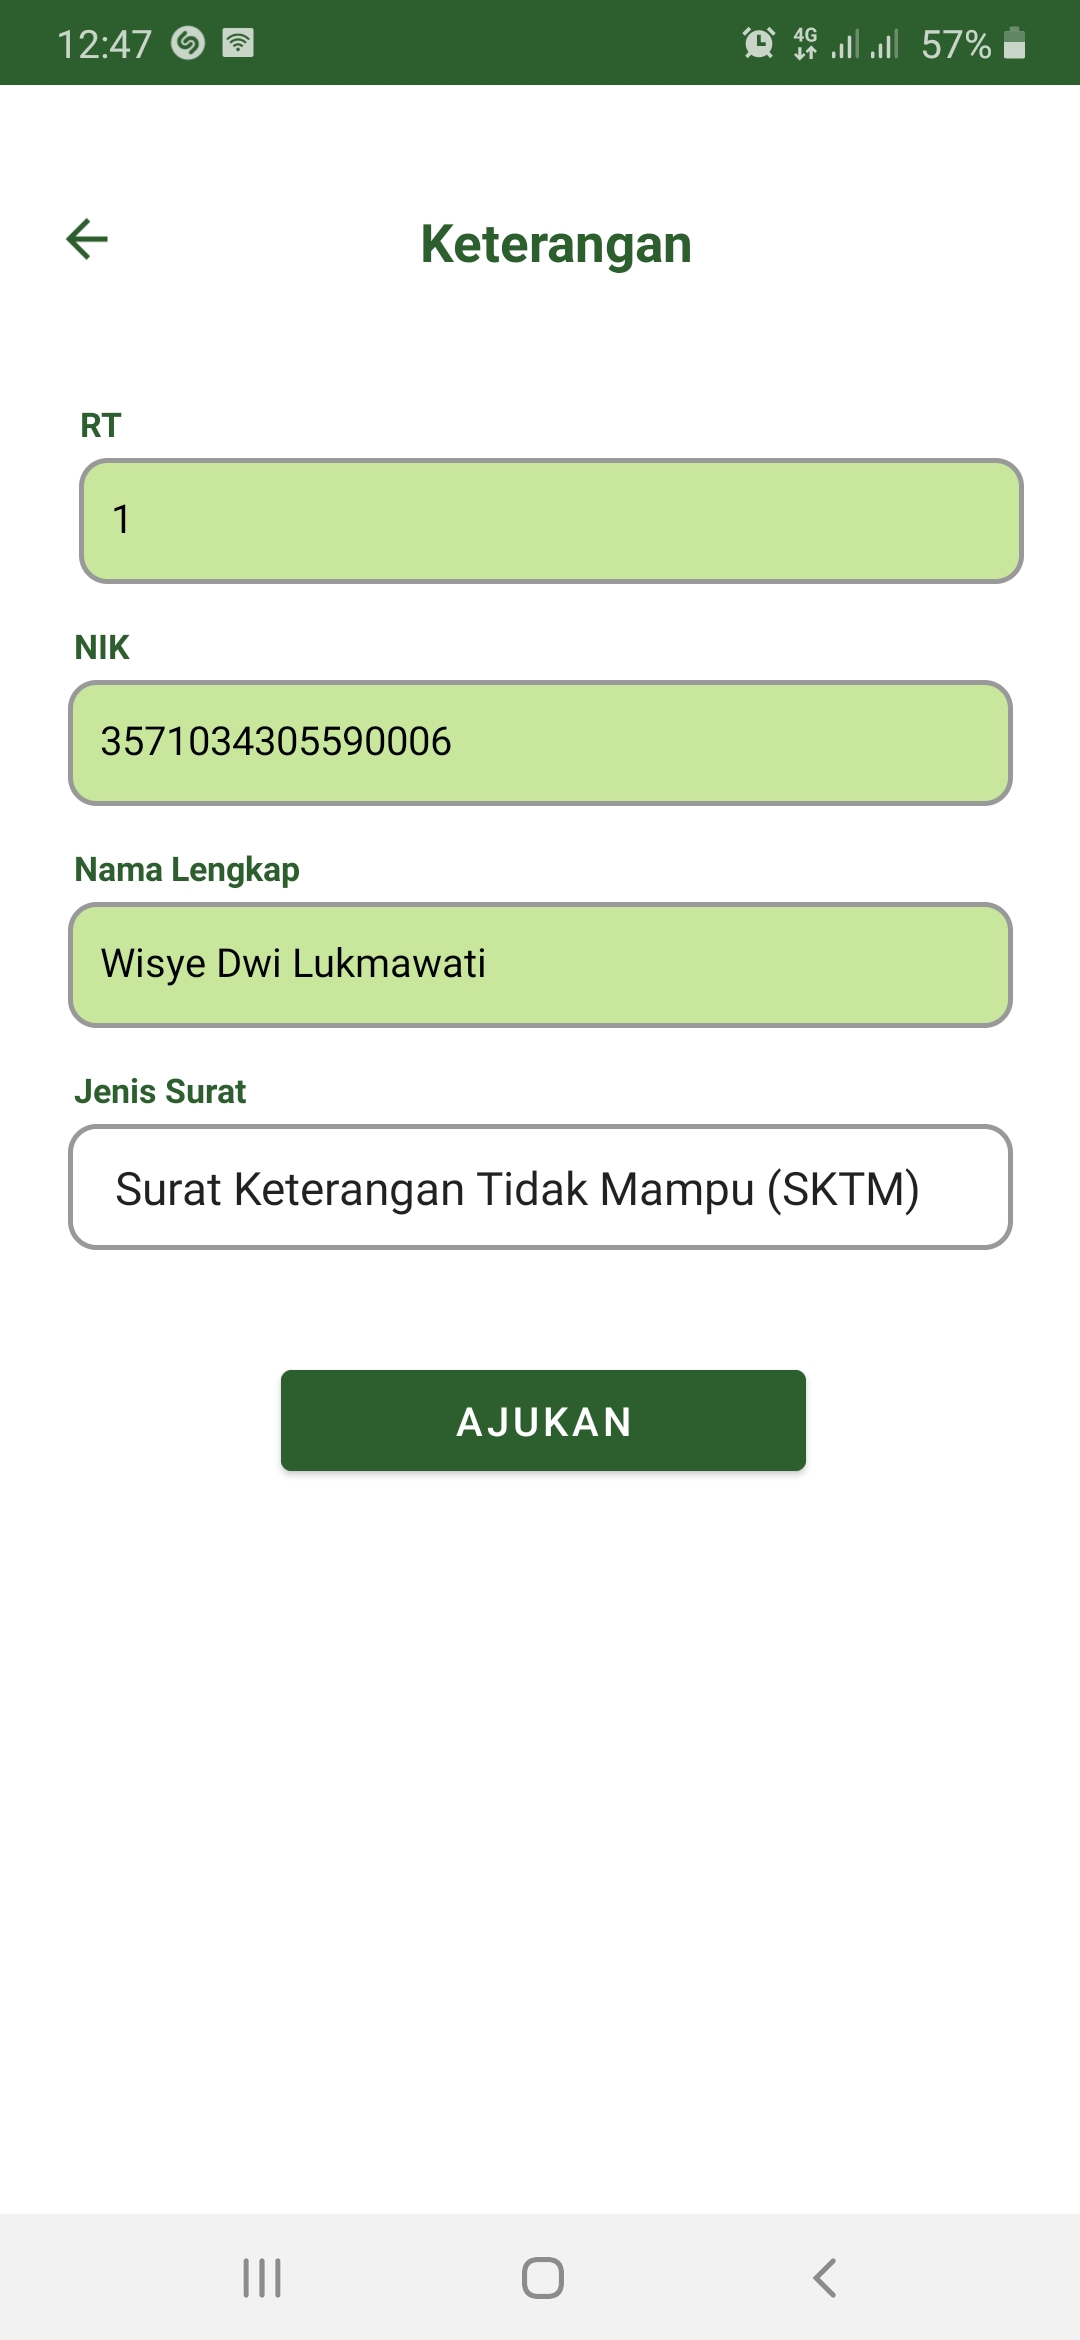 12:47 4G 57%
Keterangan
RT
1
NIK
3571034305590006
Nama Lengkap
Wisye Dwi Lukmawati
Jenis Surat
Surat Keterangan Tidak Mampu (SKTM)
AJUKAN